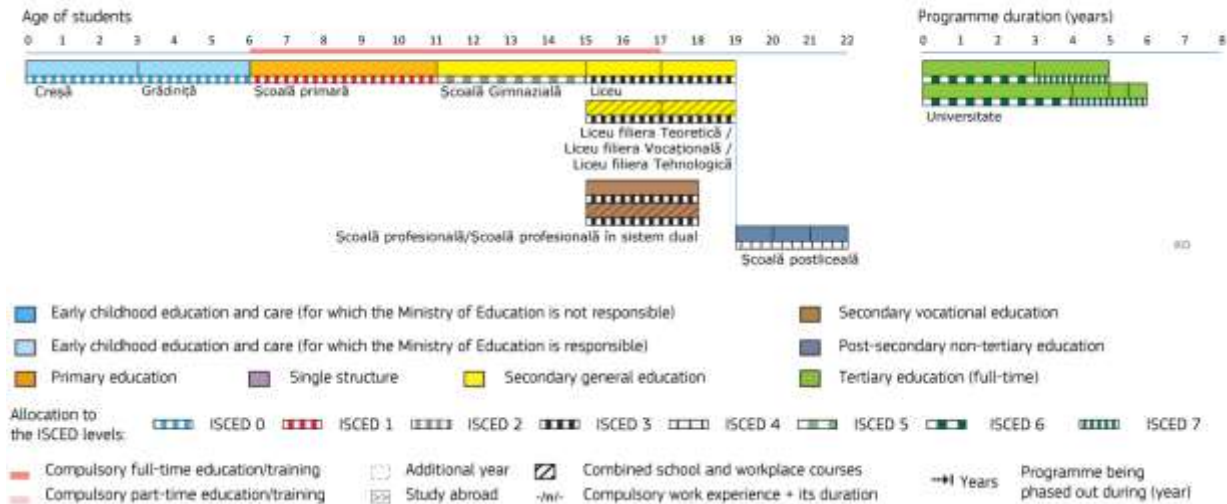 Age of students
Programme duration (years)
0 1 2 3 4 5 6 7 8 9 10 11 12 13 14 15 16 17 18 19 20 21 22
0 1 2 3 4 5 6 7 8
Creșă
Grădiniță
Școală primară
Școală Gimnazială
Liceu
Universitate
Liceu filiera Teoretică /
Liceu filiera Vocațională /
Liceu filiera Tehnologică
Școală profesională/Școală profesională în sistem dual
Școală postliceală
RO
Early childhood education and care (for which the Ministry of Education is not responsible)
Secondary vocational education
Early childhood education and care (for which the Ministry of Education is responsible)
Post-secondary non-tertiary education
Primary education
Single structure
Secondary general education
Tertiary education (full-time)
Allocation to
the ISCED levels:
ISCED 0
ISCED 1
ISCED 2
ISCED 3
ISCED 4
ISCED 5
ISCED 6
ISCED 7
Compulsory full-time education/training
Additional year
Combined school and workplace courses
Years
Programme being
phased out during (year)
Compulsory part-time education/training
Study abroad
-/n/-
Compulsory work experience + its duration